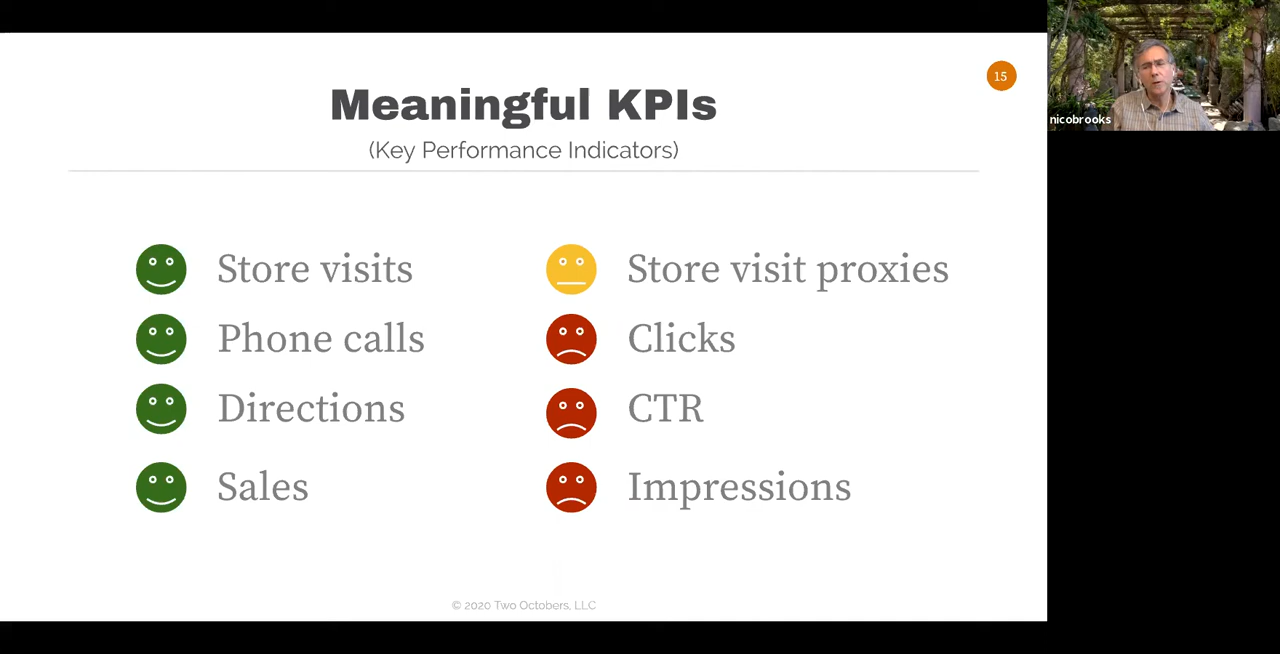 Meaningful KPIs
(Key Performance Indicators)
15
nicobrooks
Store visits
Phone calls
Directions
Sales
Store visit proxies
Clicks
CTR
Impressions
© 2020 Two Octobers, LLC